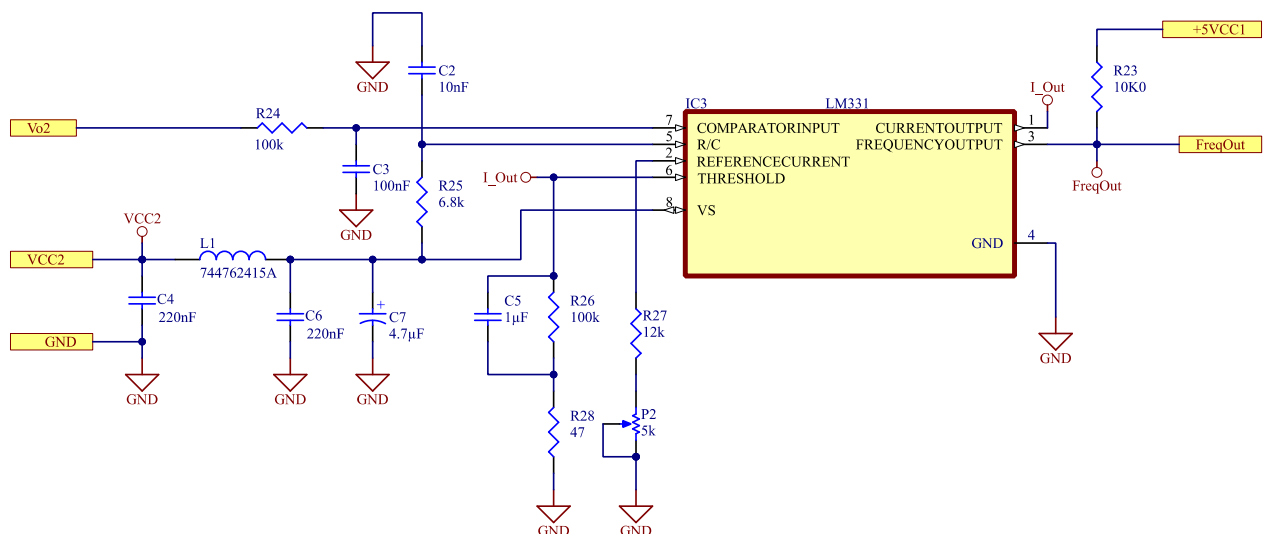 +5VCC1
GND
C2
10nF
R23
10K0
I_Out
IC3
LM331
Vo2
R24
100k
7
COMPARATORINPUT
CURRENTOUTPUT
1
5
R/C
FREQUENCYOUTPUT
3
FreqOut
2
REFERENCECURRENT
6
THRESHOLD
I_Out
FreqOut
C3
100nF
R25
6.8k
8
VS
GND
VCC2
GND
4
VCC2
L1
744762415A
C4
220nF
C6
220nF
+
C7
4.7µF
C5
1µF
R26
100k
R27
12k
GND
GND
GND
GND
GND
R28
47
P2
5k
GND
GND